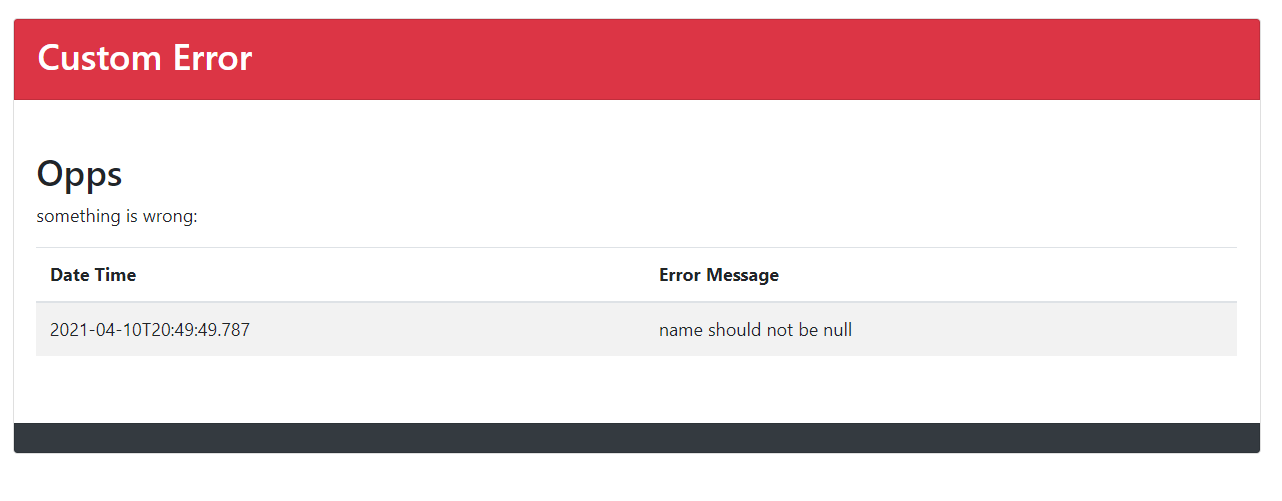 Custom Error
Opps
something is wrong:
Date Time Error Message
2021-04-10T20:49:49.787 name should not be null